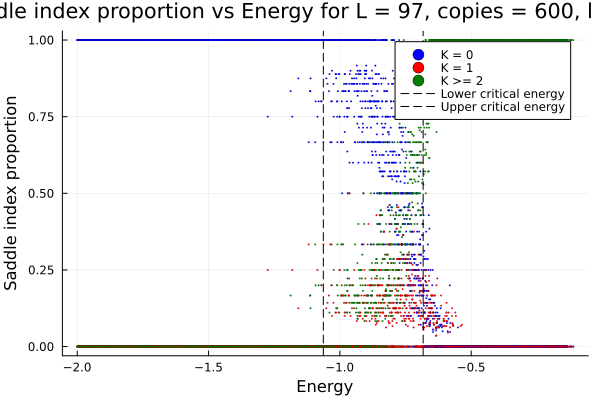 dle index proportion vs Energy for L = 97, copies = 600,
1.00
0.75
0.50
0.25
0.00
Saddle index proportion
K = 0
K = 1
K >= 2
Lower critical energy
Upper critical energy
−2.0 −1.5 −1.0 −0.5
Energy